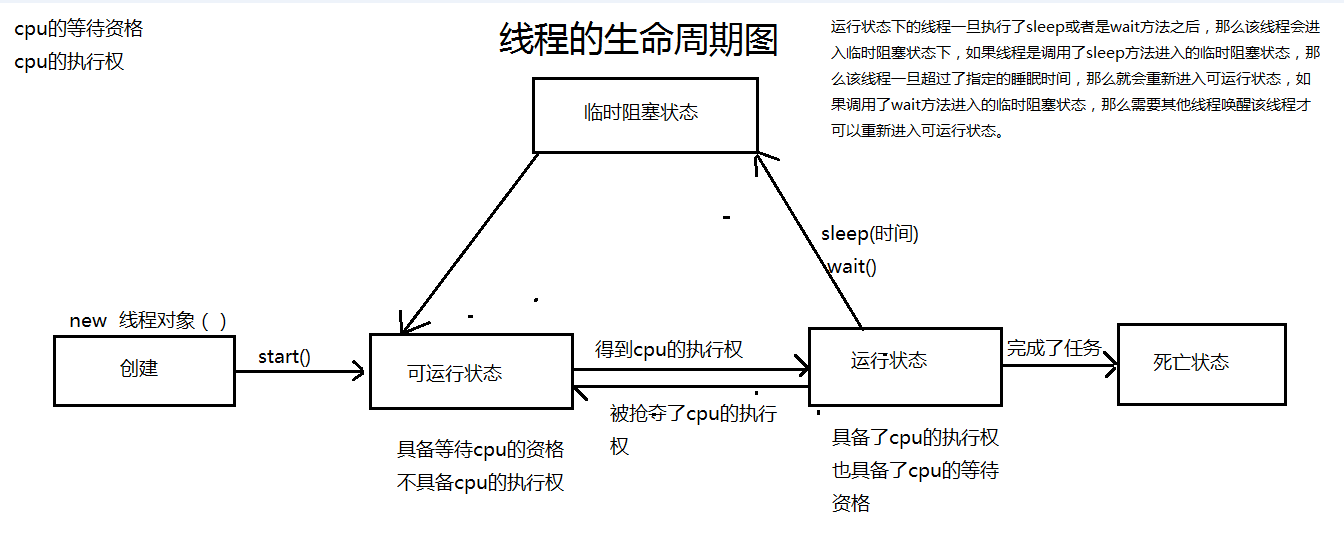 cpu的等待资格
cpu的执行权
线程的生命周期图
运行状态下的线程一旦执行了sleep或者是wait方法之后，那么该线程会进
入临时阻塞状态下，如果线程是调用了sleep方法进入的临时阻塞状态，那
么该线程一旦超过了指定的睡眠时间，那么就会重新进入可运行状态，如
果调用了wait方法进入的临时阻塞状态，那么需要其他线程唤醒该线程才
可以重新进入可运行状态。
临时阻塞状态
sleep(时间)
wait()
new 线程对象（ ）
创建
start()
可运行状态
得到cpu的执行权
被抢夺了cpu的执行
权
运行状态
完成了任务
死亡状态
具备等待cpu的资格
不具备cpu的执行权
具备了cpu的执行权
也具备了cpu的等待
资格